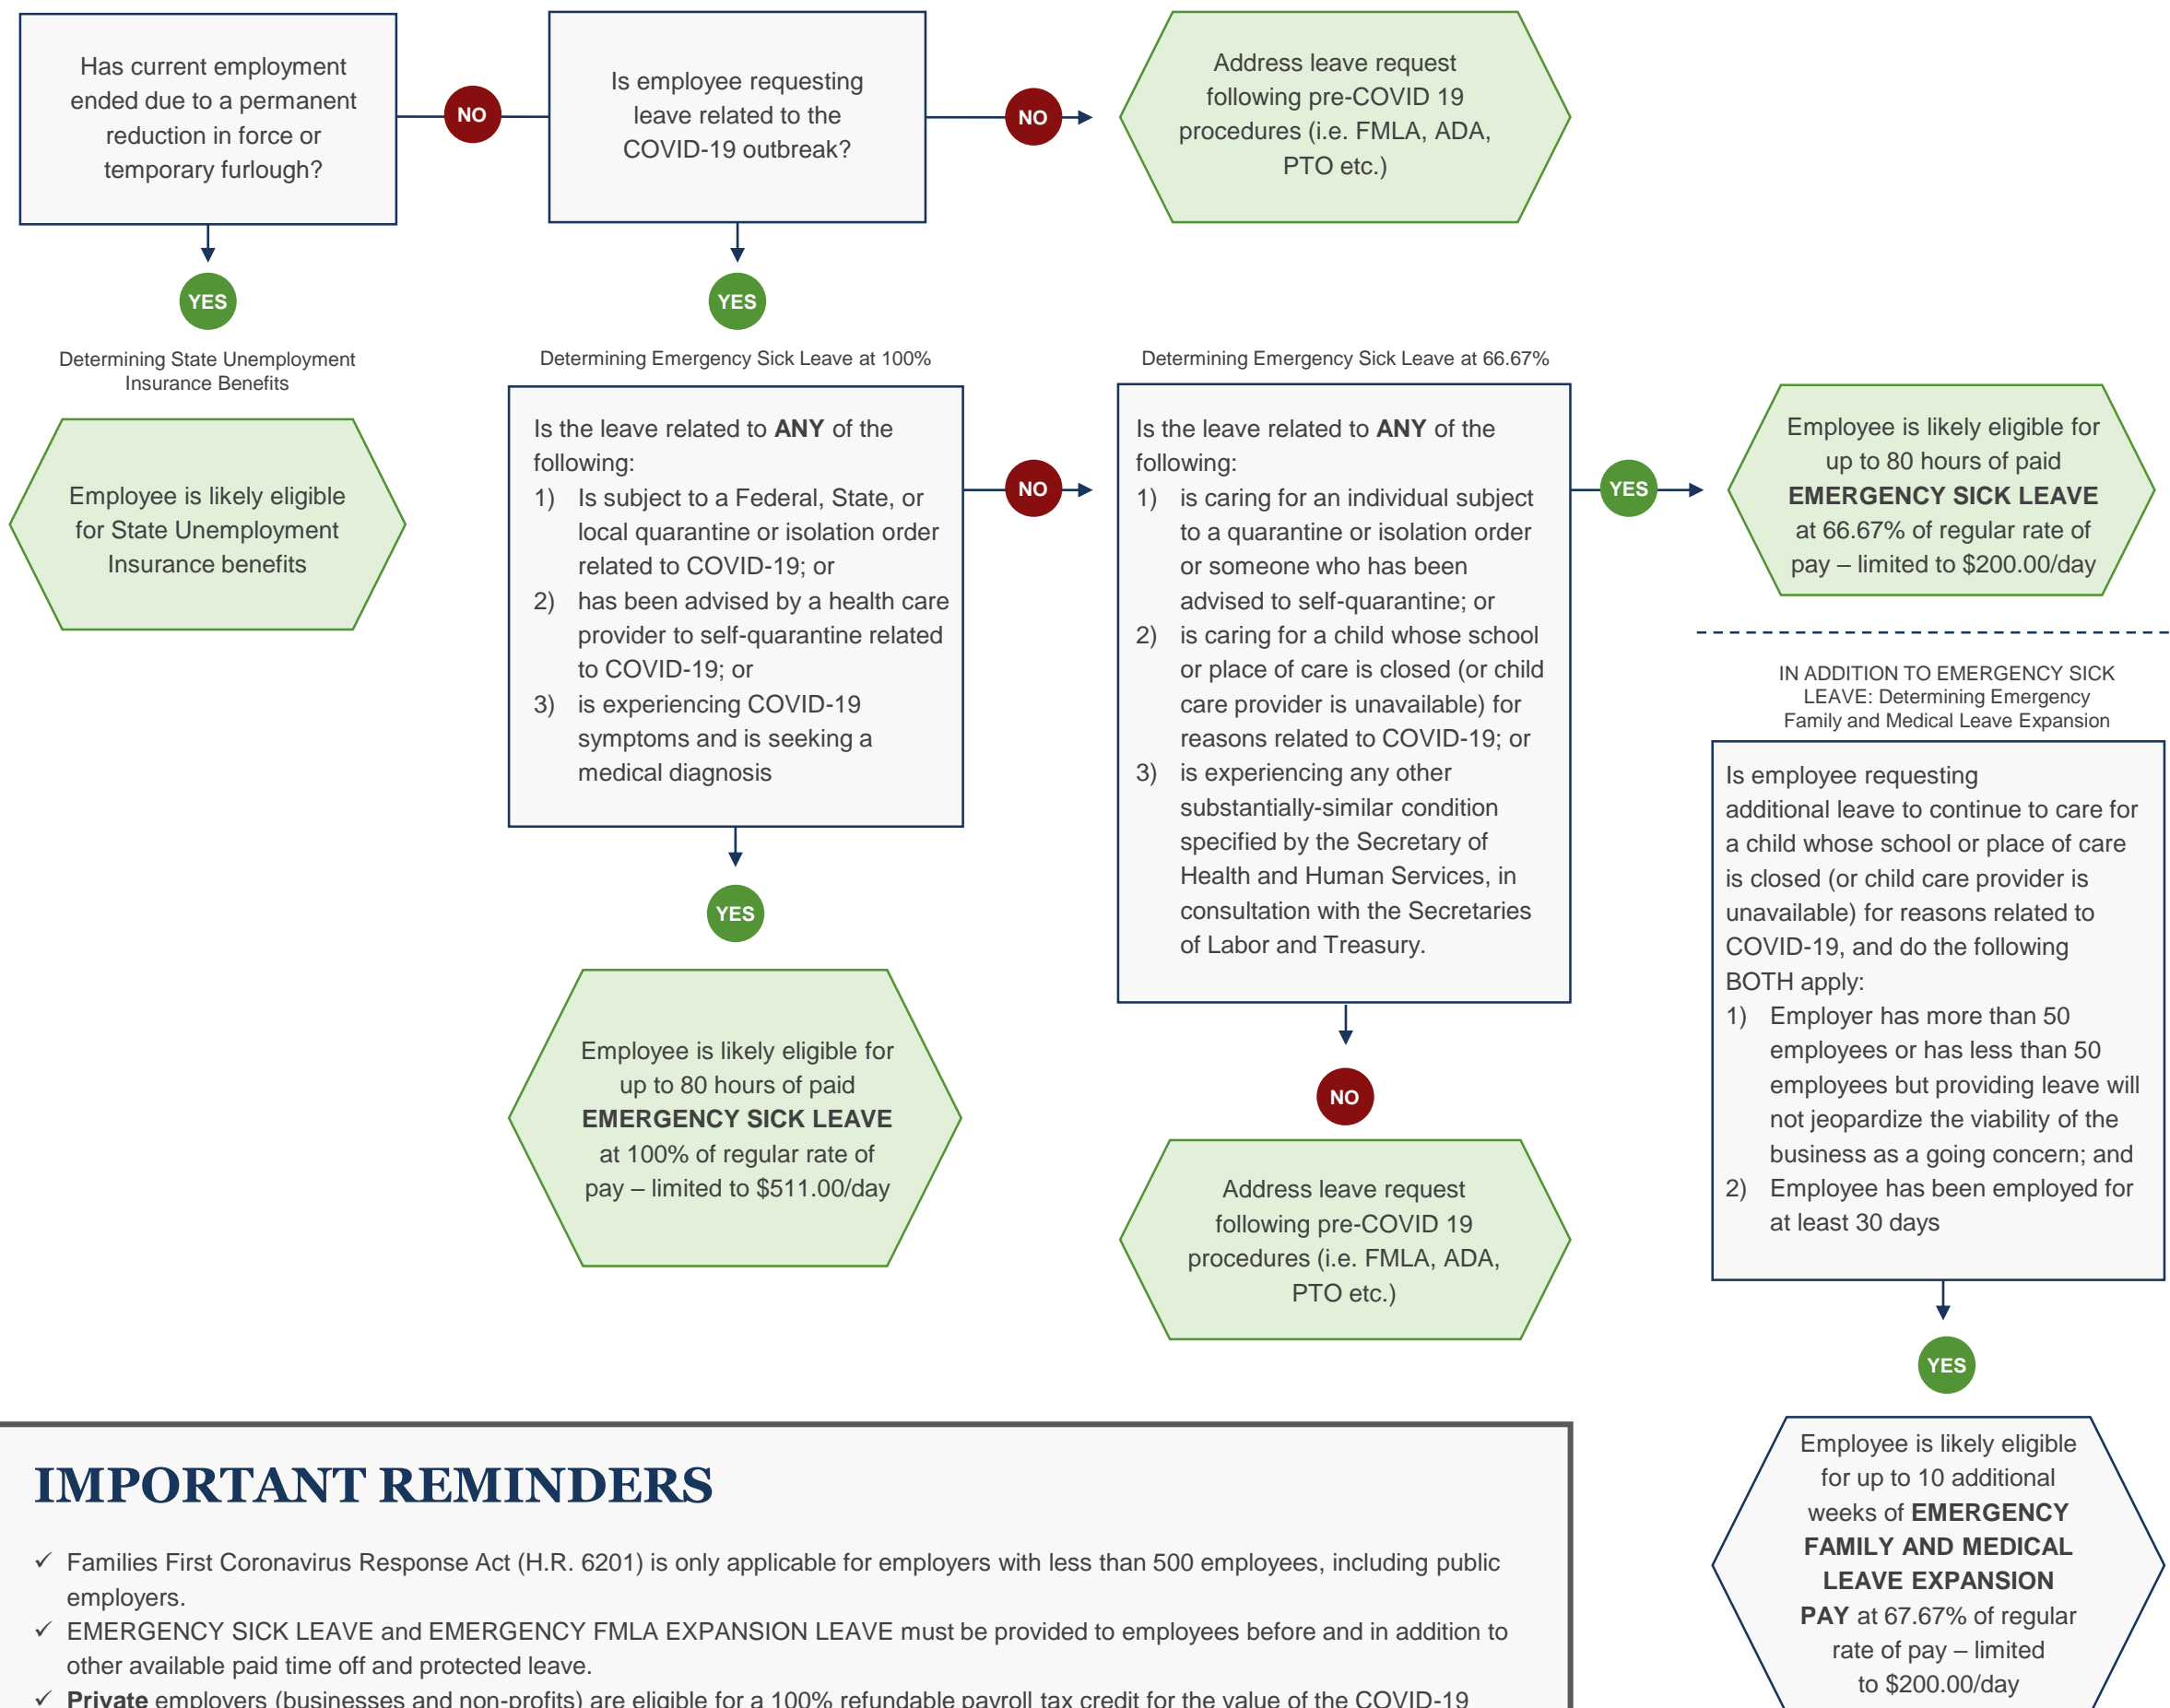 Has current employment
ended due to a permanent
reduction in force or
temporary furlough?
NO
Is employee requesting
leave related to the
COVID-19 outbreak?
NO
Address leave request
following pre-COVID 19
procedures (i.e. FMLA, ADA,
PTO etc.)
YES
YES
Determining State Unemployment
Insurance Benefits
Employee is likely eligible
for State Unemployment
Insurance benefits
Determining Emergency Sick Leave at 100%
Is the leave related to ANY of the
following:
1) Is subject to a Federal, State, or
local quarantine or isolation order
related to COVID-19; or
2) has been advised by a health care
provider to self-quarantine related
to COVID-19; or
3) is experiencing COVID-19
symptoms and is seeking a
medical diagnosis
NO
YES
Employee is likely eligible for
up to 80 hours of paid
EMERGENCY SICK LEAVE
at 100% of regular rate of
pay – limited to $511.00/day
Determining Emergency Sick Leave at 66.67%
Is the leave related to ANY of the
following:
1) is caring for an individual subject
to a quarantine or isolation order
or someone who has been
advised to self-quarantine; or
2) is caring for a child whose school
or place of care is closed (or child
care provider is unavailable) for
reasons related to COVID-19; or
3) is experiencing any other
substantially-similar condition
specified by the Secretary of
Health and Human Services, in
consultation with the Secretaries
of Labor and Treasury.
YES
NO
Address leave request
following pre-COVID 19
procedures (i.e. FMLA, ADA,
PTO etc.)
Employee is likely eligible for
up to 80 hours of paid
EMERGENCY SICK LEAVE
at 66.67% of regular rate of
pay – limited to $200.00/day
IN ADDITION TO EMERGENCY SICK
LEAVE: Determining Emergency
Family and Medical Leave Expansion
Is employee requesting
additional leave to continue to care for
a child whose school or place of care
is closed (or child care provider is
unavailable) for reasons related to
COVID-19, and do the following
BOTH apply:
1) Employer has more than 50
employees or has less than 50
employees but providing leave will
not jeopardize the viability of the
business as a going concern; and
2) Employee has been employed for
at least 30 days
YES
Employee is likely eligible
for up to 10 additional
weeks of EMERGENCY
FAMILY AND MEDICAL
LEAVE EXPANSION
PAY at 67.67% of regular
rate of pay – limited
to $200.00/day
IMPORTANT REMINDERS
✓ Families First Coronavirus Response Act (H.R. 6201) is only applicable for employers with less than 500 employees, including public
employers.
✓ EMERGENCY SICK LEAVE and EMERGENCY FMLA EXPANSION LEAVE must be provided to employees before and in addition to
other available paid time off and protected leave.
✓ Private employers (businesses and non-profits) are eligible for a 100% refundable payroll tax credit for the value of the COVID-19